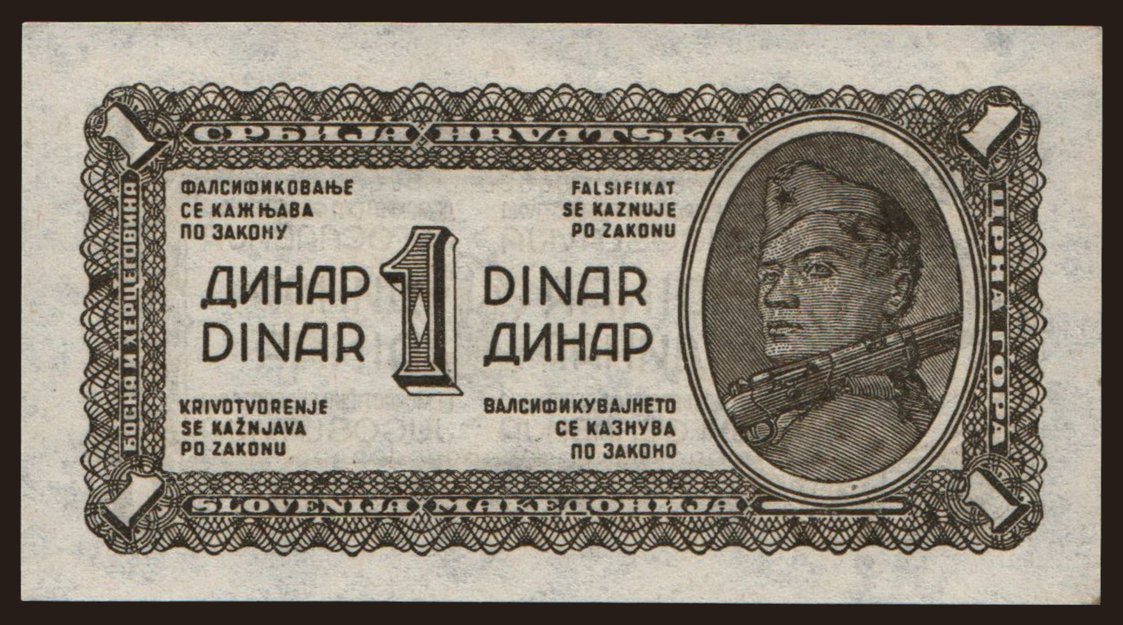 СРБИЈА HRVATSKA
БОСНА И ХЕРЦЕГОВИНА
ЦРНА ГОРА
ФАЛСИФИКОВАЊЕ
СЕ КАЖЊАВА
ПО ЗАКОНУ
FALSIFIKAT
SE KAZNUJE
PO ZAKONU
ДИНАР 1 DINAR
DINAR ДИНАР
KRIVOTVORENJE
SE KAŽNJAVA
PO ZAKONU
ВАЛСИФИКУВАЈНЕТО
СЕ КАЗНУВА
ПО ЗАКОНО
SLOVENIJA МАКЕДОНИЈА